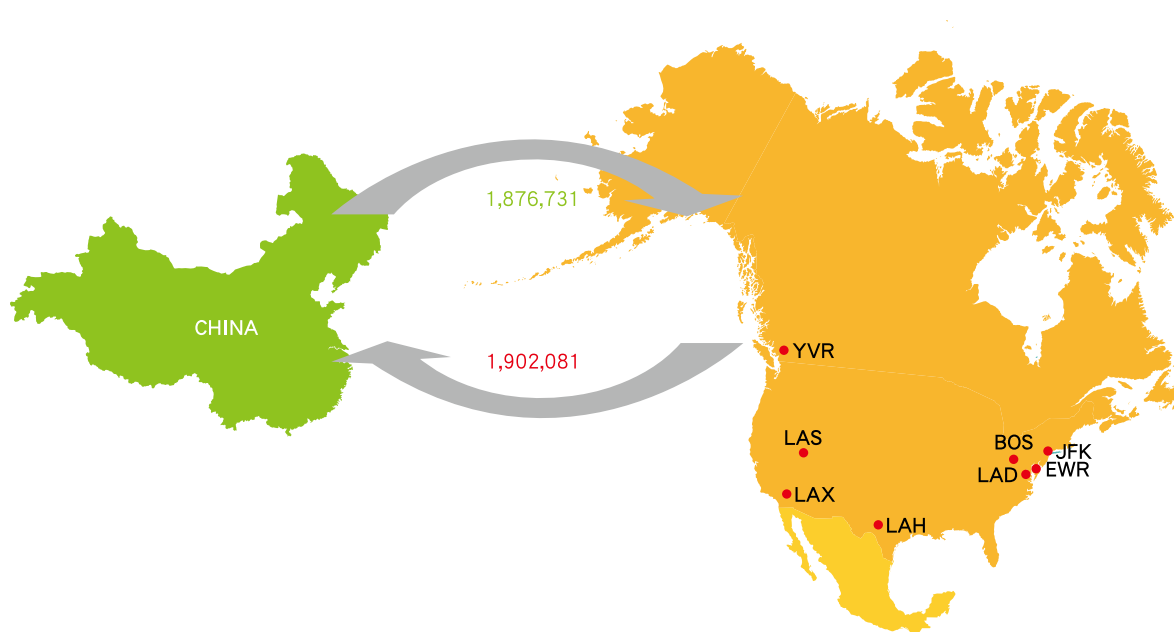 1,876,731
CHINA
1,902,081
YVR
LAS
BOS
JFK
LAD
EWR
LAX
LAH